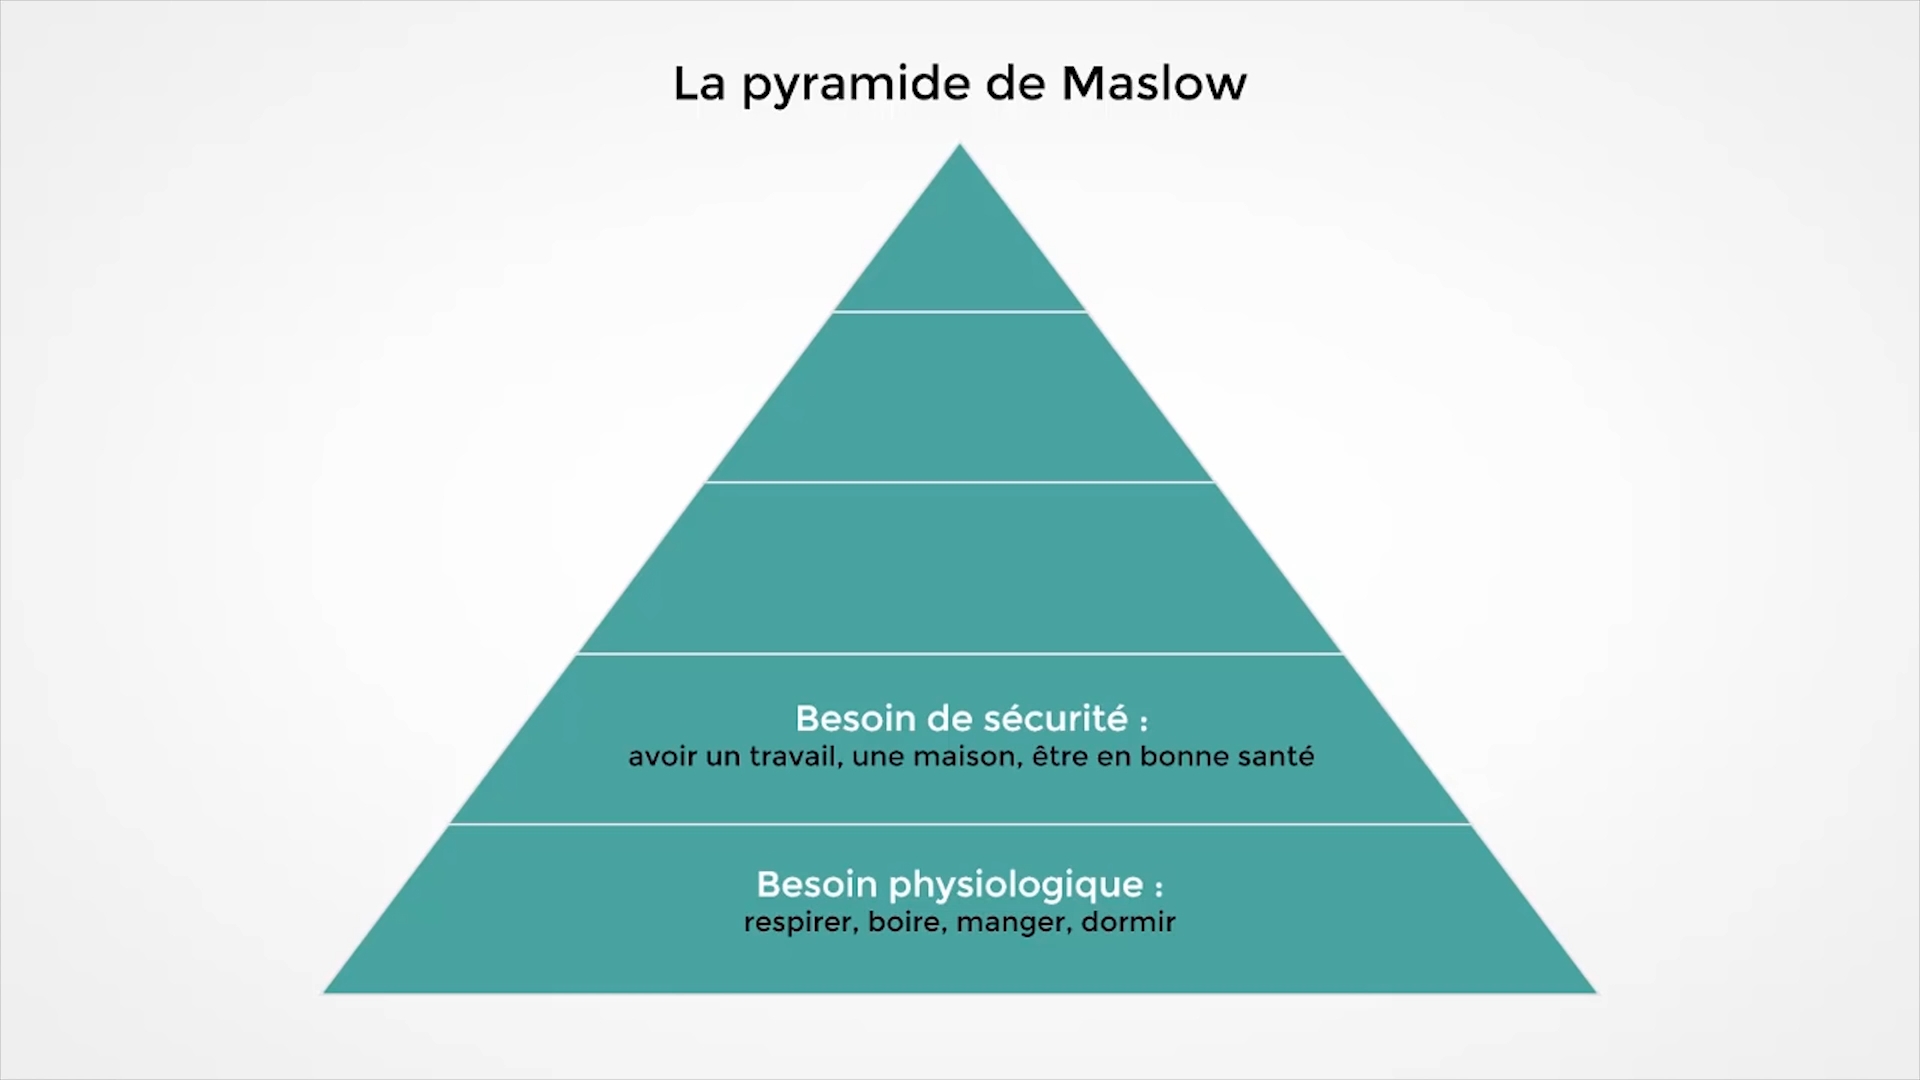 La pyramide de Maslow
Besoin de sécurité :
avoir un travail, une maison, être en bonne santé
Besoin physiologique :
respirer, boire, manger, dormir